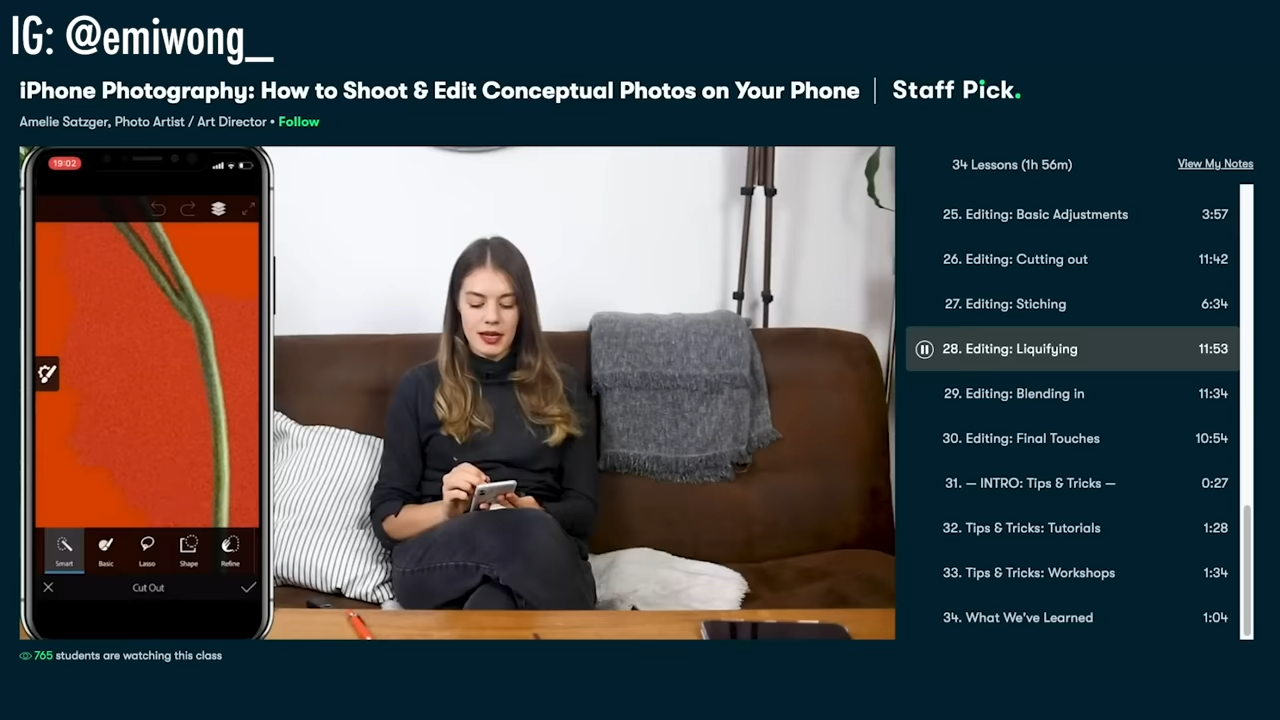 IG: @emiwong_
iPhone Photography: How to Shoot & Edit Conceptual Photos on Your Phone | Staff Pick.
Amelie Satzger, Photo Artist / Art Director • Follow
34 Lessons (1h 56m)
View My Notes
19:02
25. Editing: Basic Adjustments 3:57
26. Editing: Cutting out 11:42
27. Editing: Stiching 6:34
28. Editing: Liquifying 11:53
29. Editing: Blending in 11:34
30. Editing: Final Touches 10:54
31. — INTRO: Tips & Tricks — 0:27
32. Tips & Tricks: Tutorials 1:28
33. Tips & Tricks: Workshops 1:34
34. What We've Learned 1:04
Smart Basic Lasso Shape Refine
Cut Out
765 students are watching this class